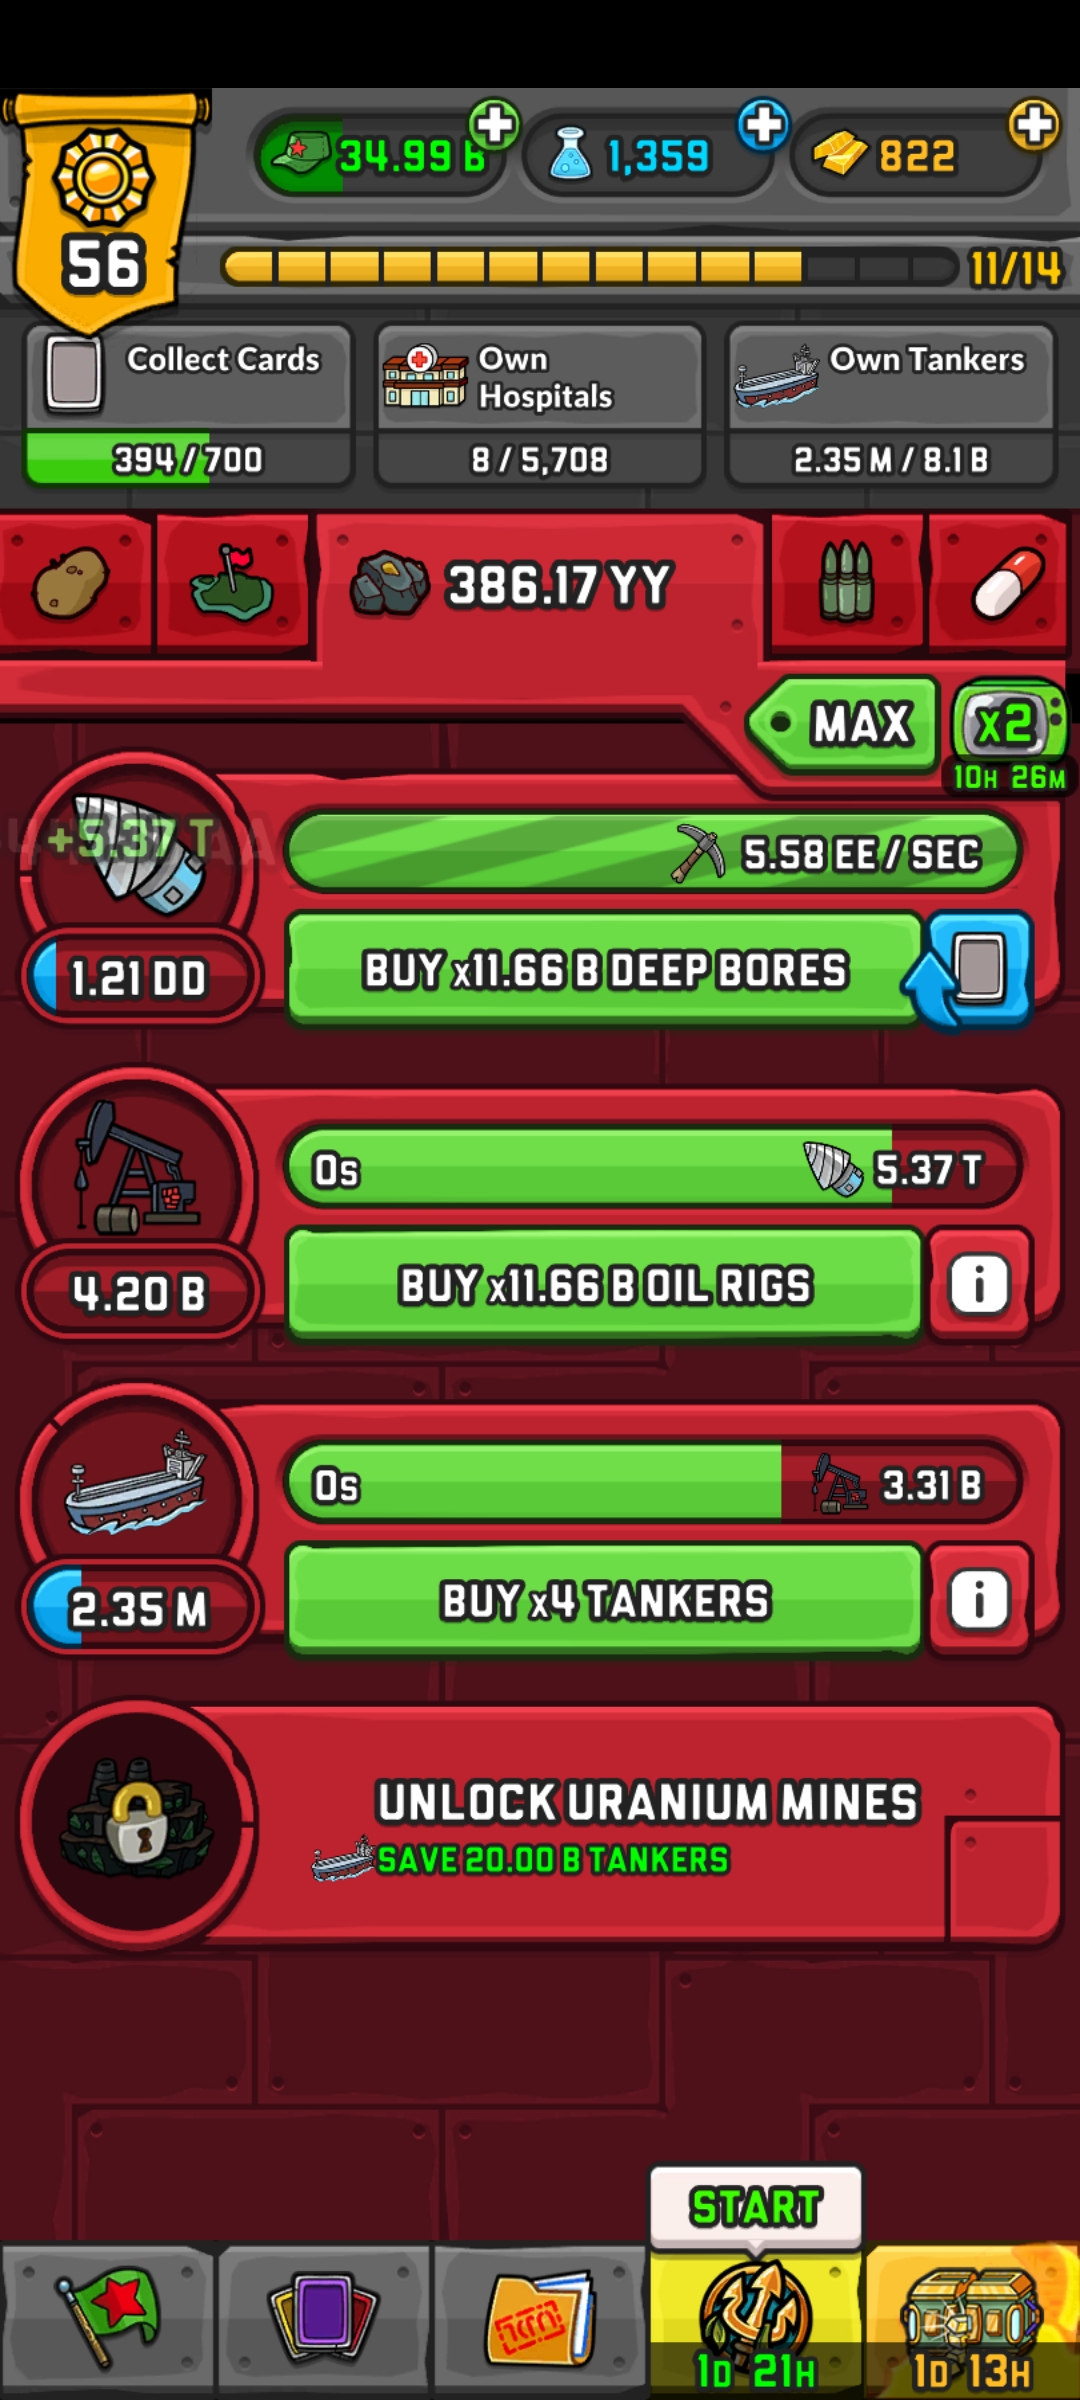 34.99 B
1,359
822
56
11/14
Collect Cards
394/700
Own
Hospitals
8/5,708
Own Tankers
2.35 M/8.1 B
386.17 YY
MAX
x2
10H 26M
+5.37 T
5.58 EE/SEC
1.21 DD
BUY x11.66 B DEEP BORES
0s
5.37 T
4.20 B
BUY x11.66 B OIL RIGS
0s
3.31 B
2.35 M
BUY x4 TANKERS
UNLOCK URANIUM MINES
SAVE 20.00 B TANKERS
START
1D 21H
1D 13H